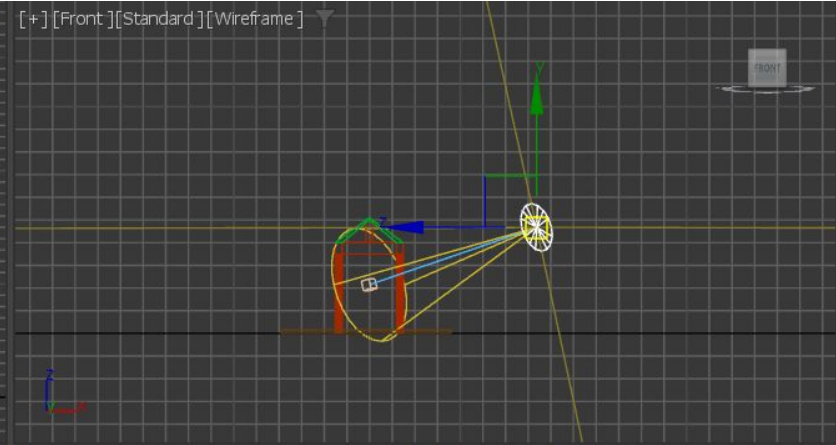 [+] [Front ] [Standard ] [Wireframe ]
FRONT
Y
z
z
y
x